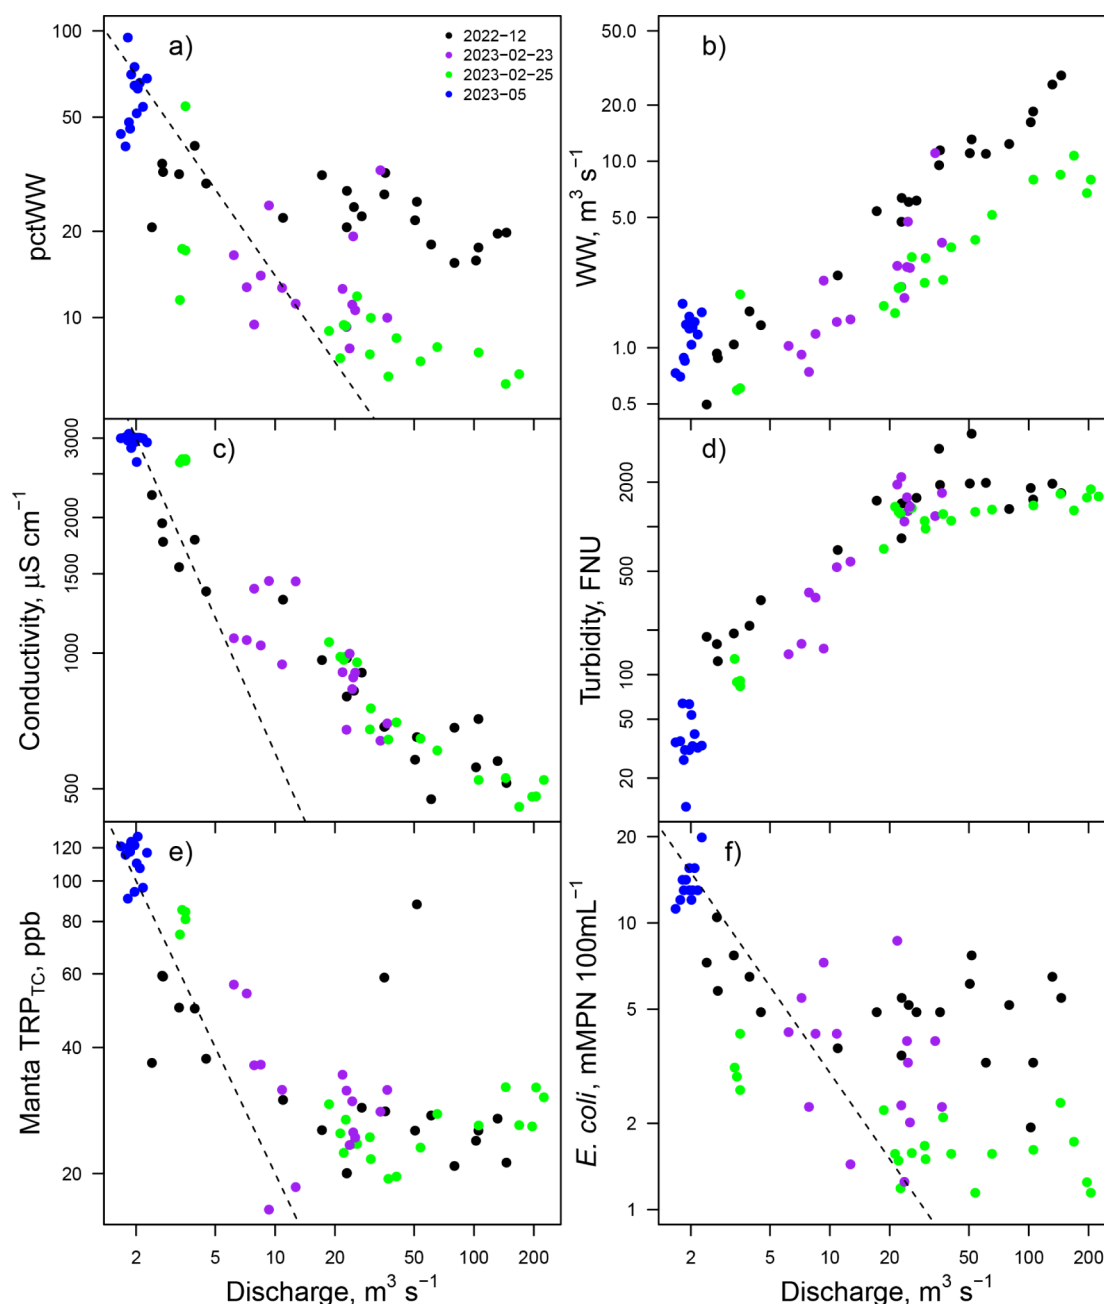 a)
2022−12
2023−02−23
2023−02−25
2023−05
pctWW
100
50
20
10
b)
WW, m³ s⁻¹
50.0
20.0
10.0
5.0
1.0
0.5
c)
Conductivity, µS cm⁻¹
3000
2000
1500
1000
500
d)
Turbidity, FNU
2000
500
100
50
20
e)
Manta TRP_TC, ppb
120
100
80
60
40
20
2 5 10 20 50 100 200
Discharge, m³ s⁻¹
f)
E. coli, mMPN 100mL⁻¹
20
10
5
2
1
2 5 10 20 50 100 200
Discharge, m³ s⁻¹